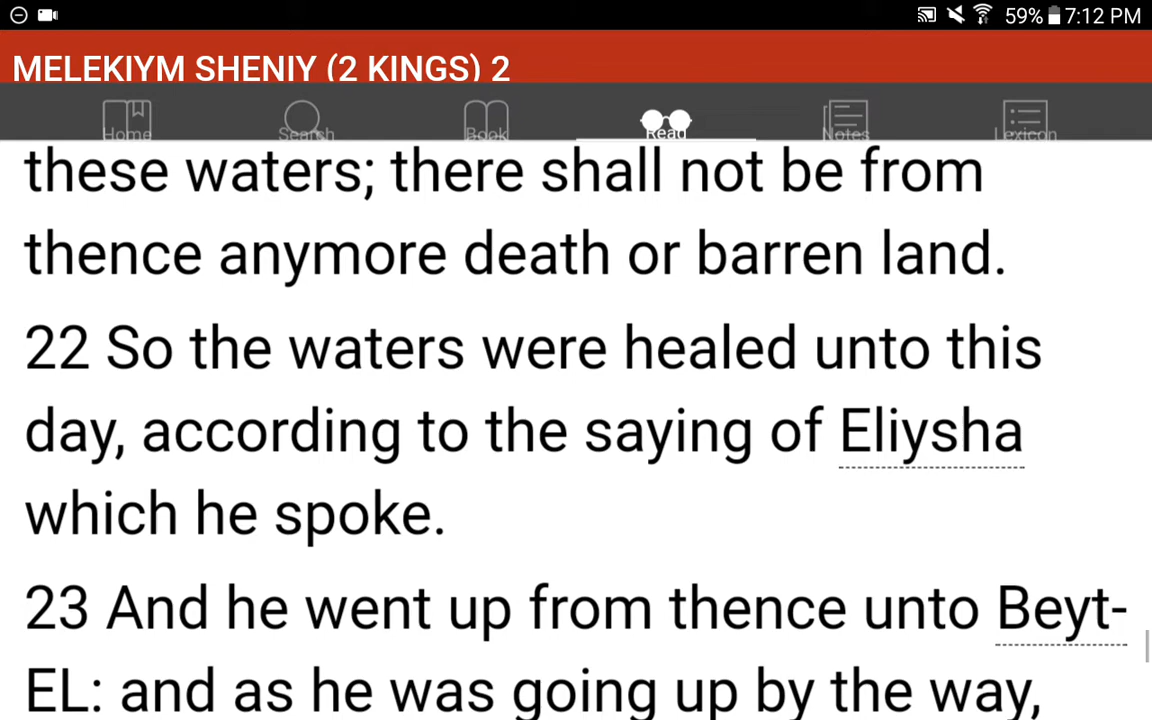 59% 7:12 PM
MELEKIYM SHENIY (2 KINGS) 2
Home Search Book Read Notes Lexicon
these waters; there shall not be from
thence anymore death or barren land.
22 So the waters were healed unto this
day, according to the saying of Eliysha
which he spoke.
23 And he went up from thence unto Beyt-
EL: and as he was going up by the way,